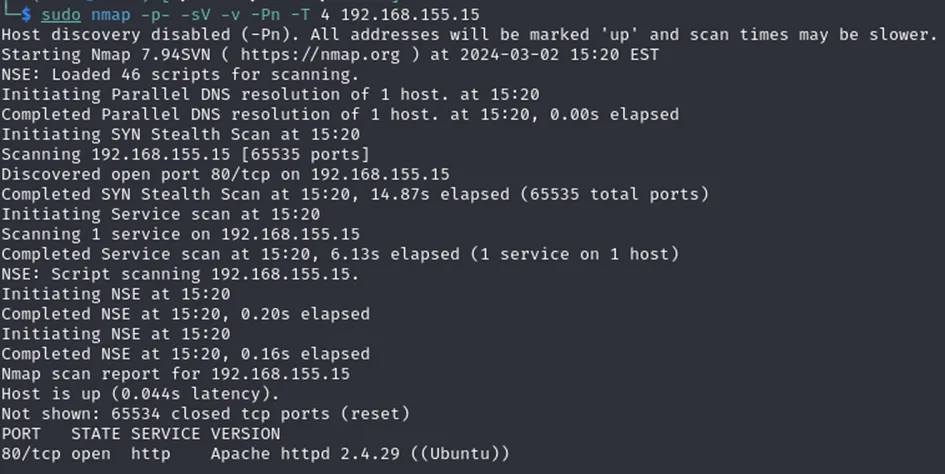 └─$ sudo nmap -p- -sV -v -Pn -T 4 192.168.155.15
Host discovery disabled (-Pn). All addresses will be marked 'up' and scan times may be slower.
Starting Nmap 7.94SVN ( https://nmap.org ) at 2024-03-02 15:20 EST
NSE: Loaded 46 scripts for scanning.
Initiating Parallel DNS resolution of 1 host. at 15:20
Completed Parallel DNS resolution of 1 host. at 15:20, 0.00s elapsed
Initiating SYN Stealth Scan at 15:20
Scanning 192.168.155.15 [65535 ports]
Discovered open port 80/tcp on 192.168.155.15
Completed SYN Stealth Scan at 15:20, 14.87s elapsed (65535 total ports)
Initiating Service scan at 15:20
Scanning 1 service on 192.168.155.15
Completed Service scan at 15:20, 6.13s elapsed (1 service on 1 host)
NSE: Script scanning 192.168.155.15.
Initiating NSE at 15:20
Completed NSE at 15:20, 0.20s elapsed
Initiating NSE at 15:20
Completed NSE at 15:20, 0.16s elapsed
Nmap scan report for 192.168.155.15
Host is up (0.044s latency).
Not shown: 65534 closed tcp ports (reset)
PORT   STATE SERVICE VERSION
80/tcp open  http    Apache httpd 2.4.29 ((Ubuntu))